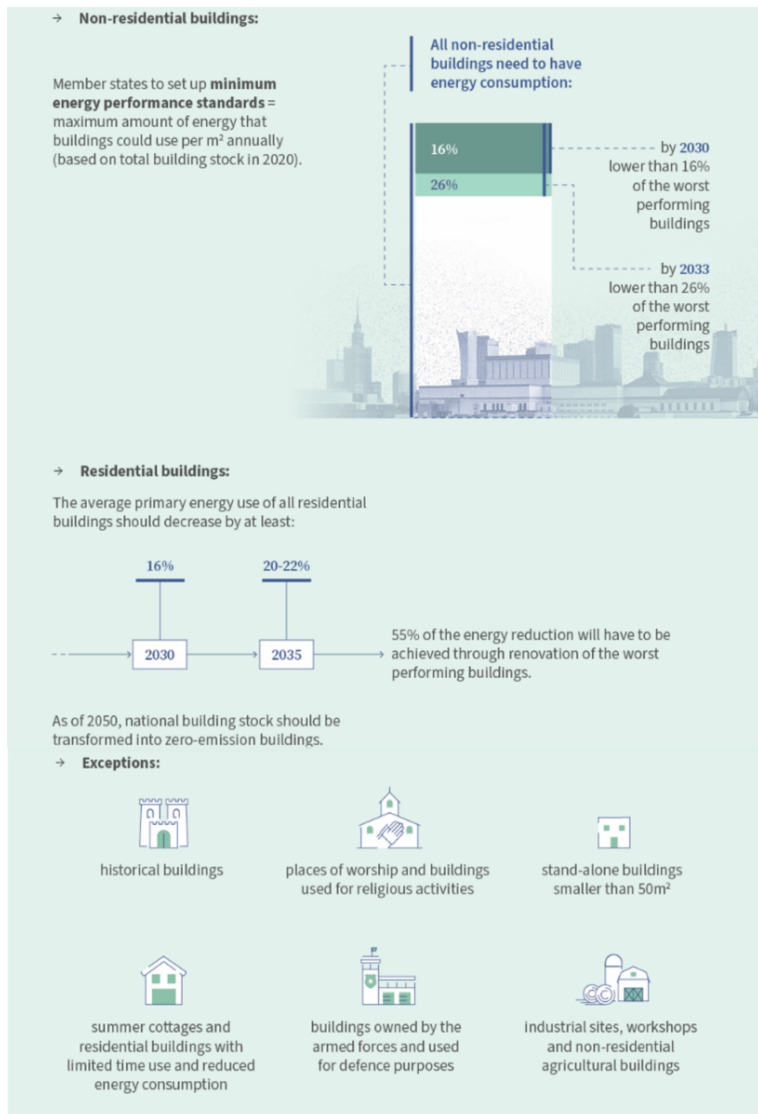 → Non-residential buildings:
Member states to set up minimum
energy performance standards =
maximum amount of energy that
buildings could use per m² annually
(based on total building stock in 2020).
All non-residential
buildings need to have
energy consumption:
16%
26%
by 2030
lower than 16%
of the worst
performing
buildings
by 2033
lower than 26%
of the worst
performing
buildings
→ Residential buildings:
The average primary energy use of all residential
buildings should decrease by at least:
16%
20-22%
2030
2035
55% of the energy reduction will have to be
achieved through renovation of the worst
performing buildings.
As of 2050, national building stock should be
transformed into zero-emission buildings.
→ Exceptions:
historical buildings
places of worship and buildings
used for religious activities
stand-alone buildings
smaller than 50m²
summer cottages and
residential buildings with
limited time use and reduced
energy consumption
buildings owned by the
armed forces and used
for defence purposes
industrial sites, workshops
and non-residential
agricultural buildings